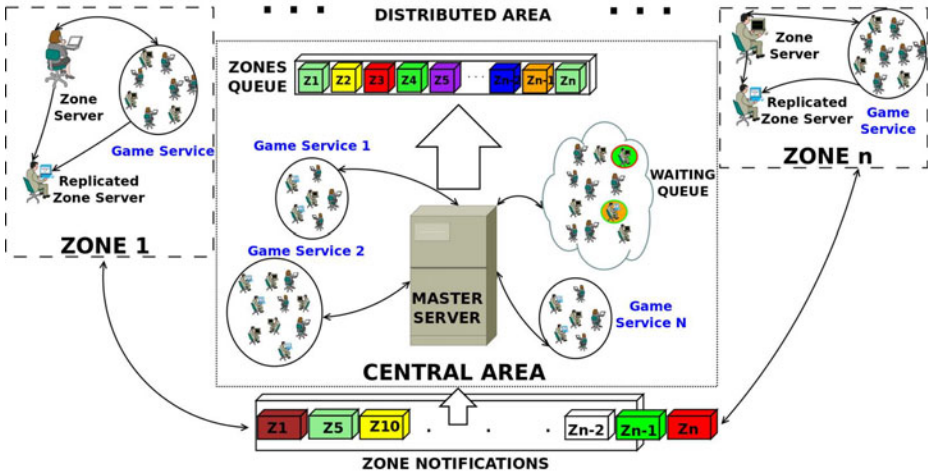 DISTRIBUTED AREA
Zone
Server
Game Service
Replicated
Zone Server
ZONE 1
ZONES
QUEUE
Z1
Z2
Z3
Z4
Z5
Zn-2
Zn-1
Zn
Game Service 1
Game Service 2
MASTER
SERVER
WAITING
QUEUE
Game
Service N
CENTRAL AREA
Zone
Server
Replicated
Zone Server
Game
Service
ZONE n
Z1
Z5
Z10
Zn-2
Zn-1
Zn
ZONE NOTIFICATIONS